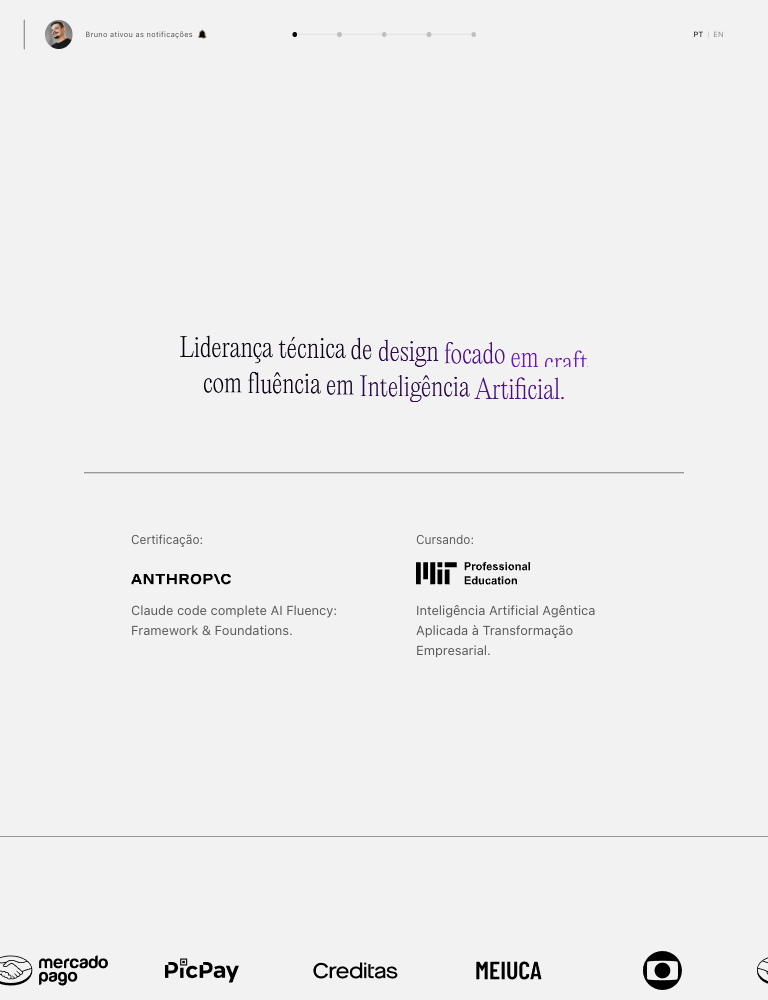 Bruno ativou as notificações
PT | EN
Liderança técnica de design focado em craft
com fluência em Inteligência Artificial.
Certificação:
Cursando:
ANTHROP\C
MIT Professional
Education
Claude code complete AI Fluency:
Framework & Foundations.
Inteligência Artificial Agêntica
Aplicada à Transformação
Empresarial.
mercado
pago
PicPay
Creditas
MEIUCA